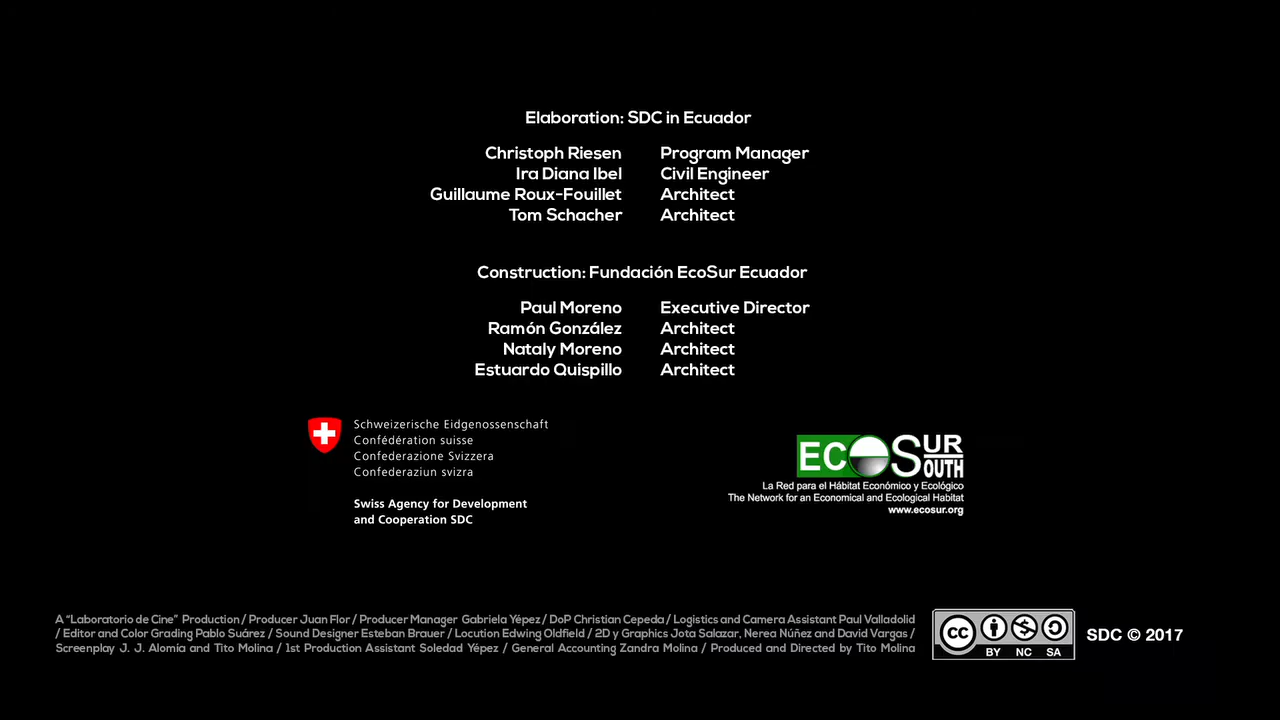 Elaboration: SDC in Ecuador
Christoph Riesen Program Manager
Ira Diana Ibel Civil Engineer
Guillaume Roux-Fouillet Architect
Tom Schacher Architect
Construction: Fundación EcoSur Ecuador
Paul Moreno Executive Director
Ramón González Architect
Nataly Moreno Architect
Estuardo Quispillo Architect
Schweizerische Eidgenossenschaft
Confédération suisse
Confederazione Svizzera
Confederaziun svizra
Swiss Agency for Development
and Cooperation SDC
ECOSUR
SOUTH
La Red para el Hábitat Económico y Ecológico
The Network for an Economical and Ecological Habitat
www.ecosur.org
A “Laboratorio de Cine” Production / Producer Juan Flor / Producer Manager Gabriela Yépez / DoP Christian Cepeda / Logistics and Camera Assistant Paul Valladolid
/ Editor and Color Grading Pablo Suárez / Sound Designer Esteban Brauer / Locution Edwing Oldfield / 2D y Graphics Jota Salazar, Nerea Núñez and David Vargas /
Screenplay J. J. Alomía and Tito Molina / 1st Production Assistant Soledad Yépez / General Accounting Zandra Molina / Produced and Directed by Tito Molina
cc BY NC SA
SDC © 2017